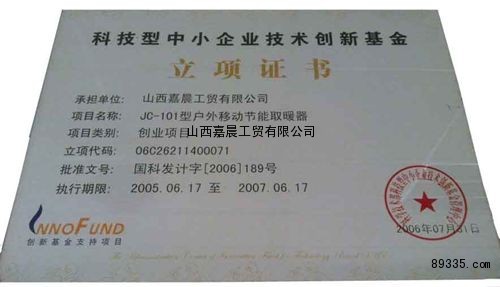 科技型中小企业技术创新基金
立项证书
承担单位: 山西嘉晨工贸有限公司
项目名称: JC-101型户外移动节能取暖器
项目类别: 创业项目
山西嘉晨工贸有限公司
立项代码: 06C26211400071
批准文号: 国科发计字[2006]189号
执行期限: 2005.06.17 至 2007.06.17
INNOFUND
创新基金支持项目
2006年07月31日
89335.com